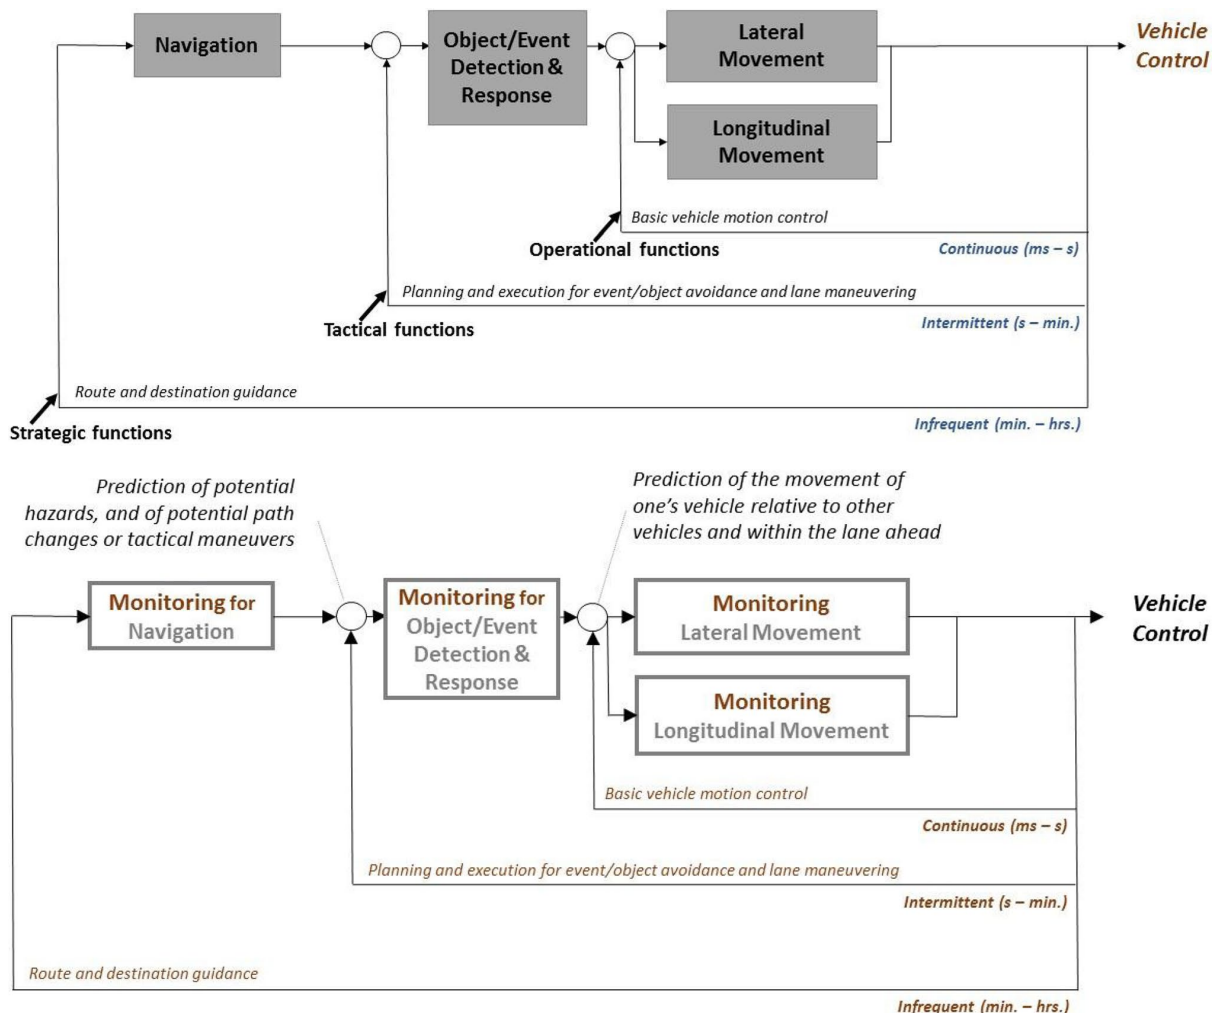 Navigation
Object/Event
Detection &
Response
Lateral
Movement
Longitudinal
Movement
Vehicle
Control
Basic vehicle motion control
Operational functions
Continuous (ms – s)
Planning and execution for event/object avoidance and lane maneuvering
Tactical functions
Intermittent (s – min.)
Route and destination guidance
Strategic functions
Infrequent (min. – hrs.)
Prediction of potential
hazards, and of potential path
changes or tactical maneuvers
Prediction of the movement of
one's vehicle relative to other
vehicles and within the lane ahead
Monitoring for
Navigation
Monitoring for
Object/Event
Detection &
Response
Monitoring
Lateral Movement
Monitoring
Longitudinal Movement
Vehicle
Control
Basic vehicle motion control
Continuous (ms – s)
Planning and execution for event/object avoidance and lane maneuvering
Intermittent (s – min.)
Route and destination guidance
Infrequent (min. – hrs.)